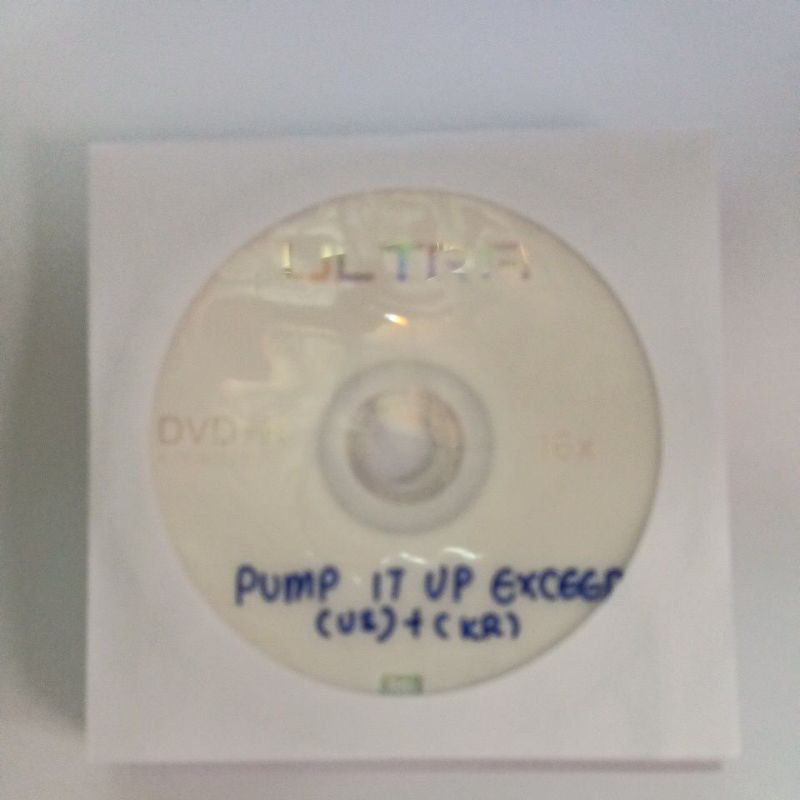 ULTRA
DVD-R
16x
PUMP IT UP EXCEED
(US)+(KR)